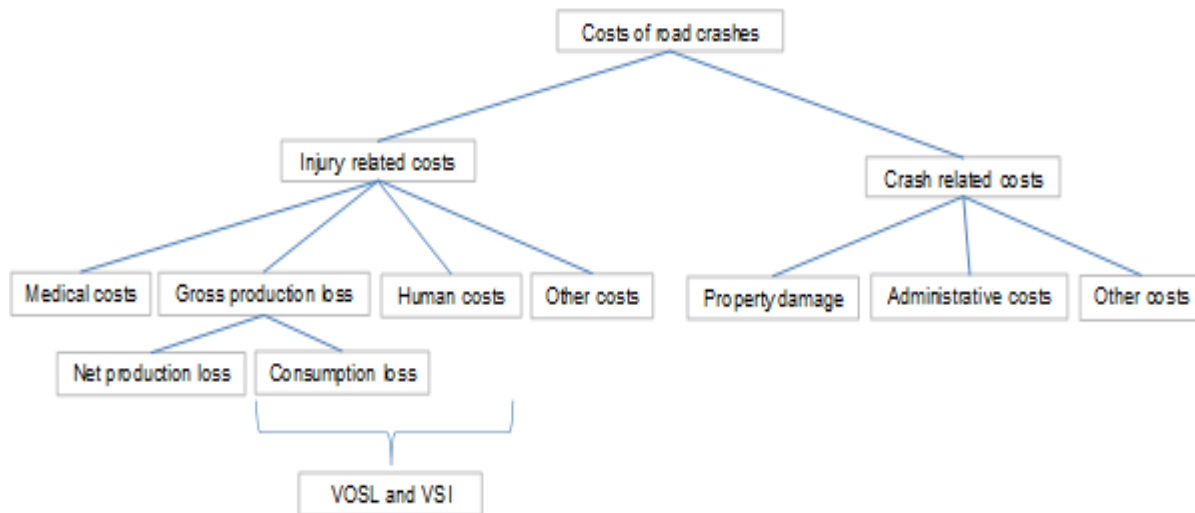 Costs of road crashes
Injury related costs
Crash related costs
Medical costs
Gross production loss
Human costs
Other costs
Property damage
Administrative costs
Other costs
Net production loss
Consumption loss
VOSL and VSI